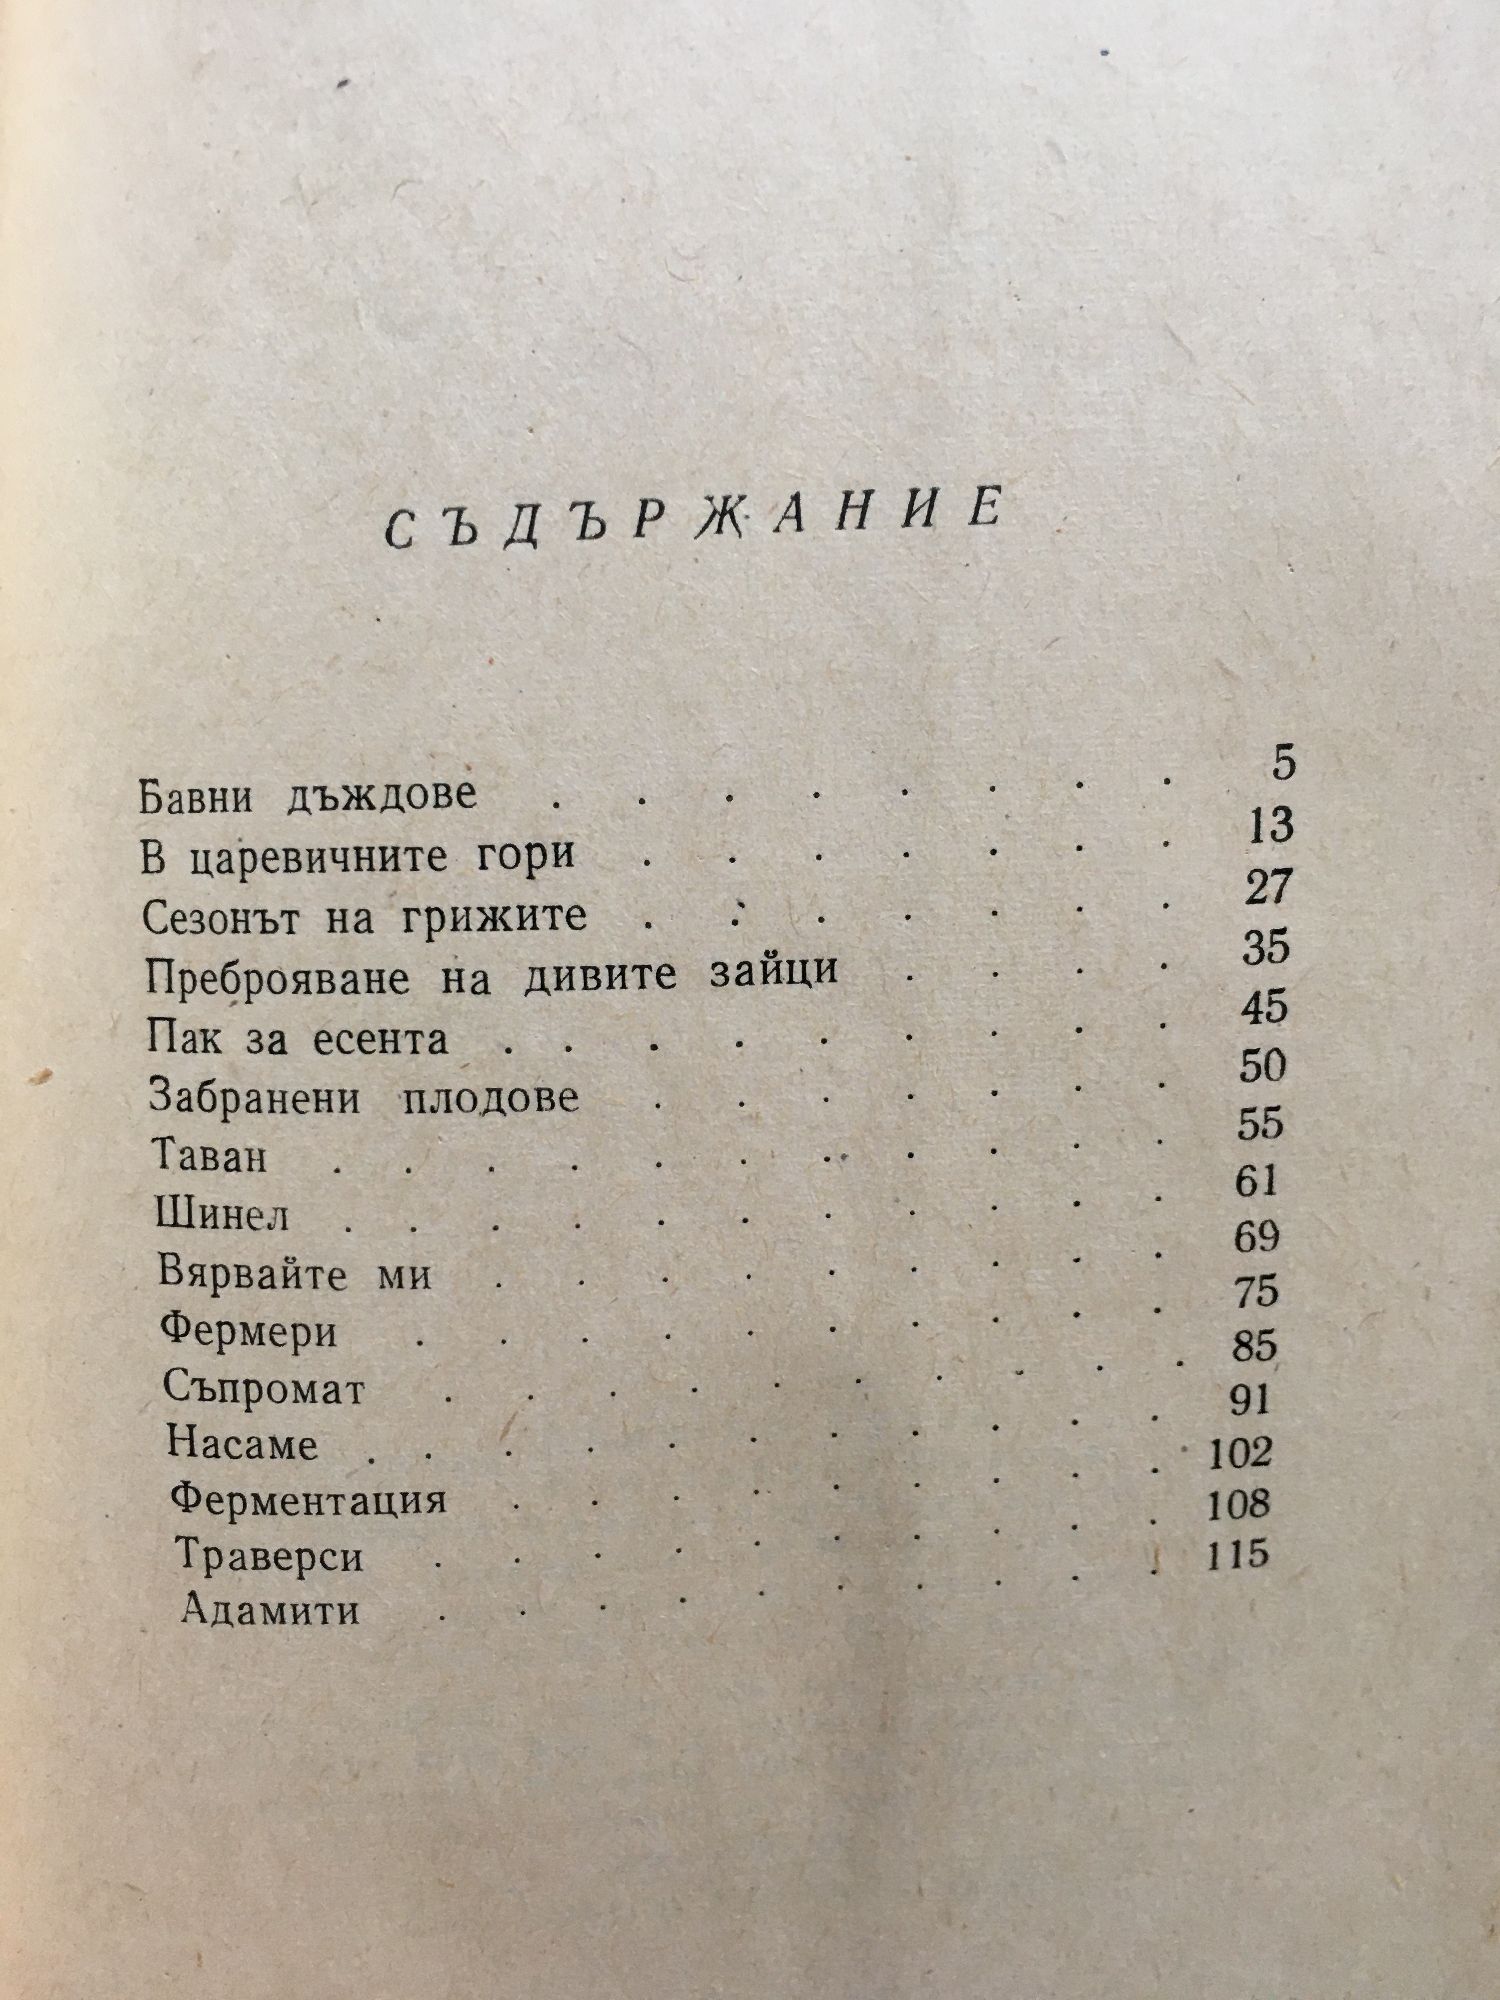 СЪДЪРЖАНИЕ
Бавни дъждове . . . . . . . . 5
В царевичните гори . . . . . . . 13
Сезонът на грижите . . . . . . . 27
Преброяване на дивите зайци . . . . 35
Пак за есента . . . . . . . . . 45
Забранени плодове . . . . . . . 50
Таван . . . . . . . . . . . 55
Шинел . . . . . . . . . . . 61
Вярвайте ми . . . . . . . . . 69
Фермери . . . . . . . . . . 75
Съпромат . . . . . . . . . . 85
Насаме . . . . . . . . . . . 91
Ферментация . . . . . . . . . 102
Траверси . . . . . . . . . . 108
Адамити . . . . . . . . . . 115